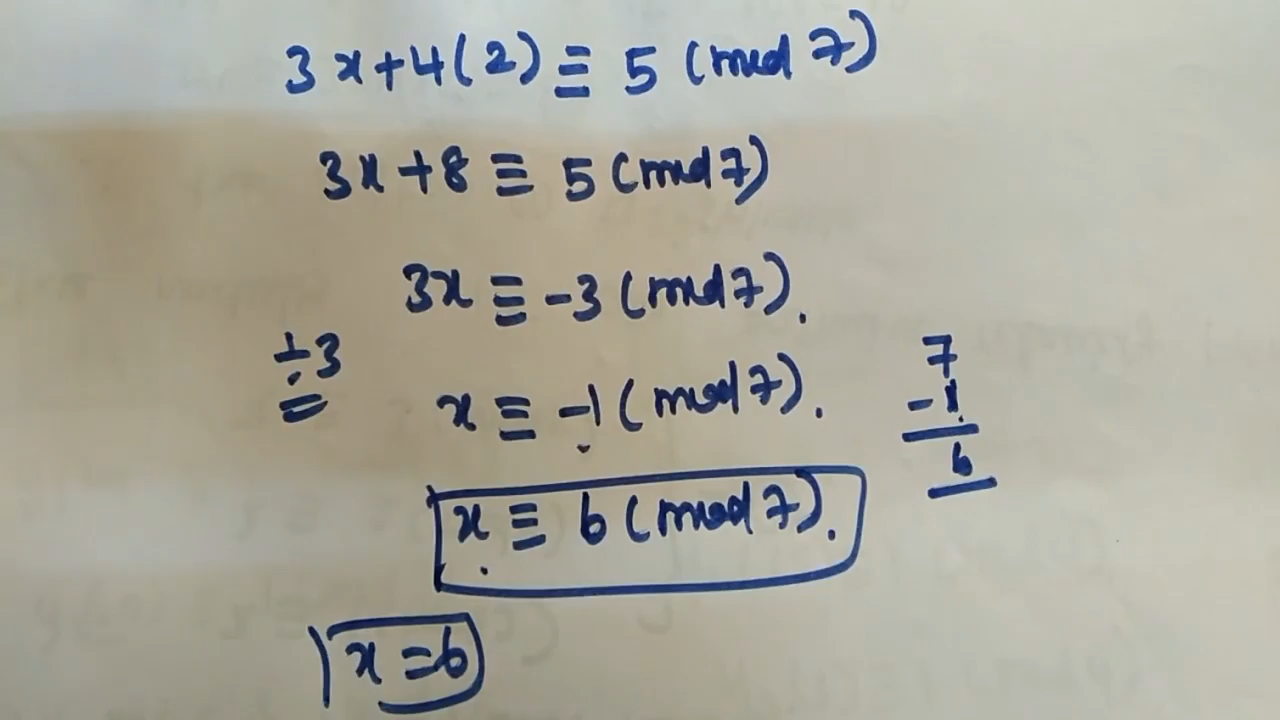 3x+4(2) ≡ 5 (mod 7)
3x+8 ≡ 5 (mod 7)
3x ≡ -3 (mod 7).
÷3
x ≡ -1 (mod 7).
7
-1
6
x ≡ 6 (mod 7).
x = 6